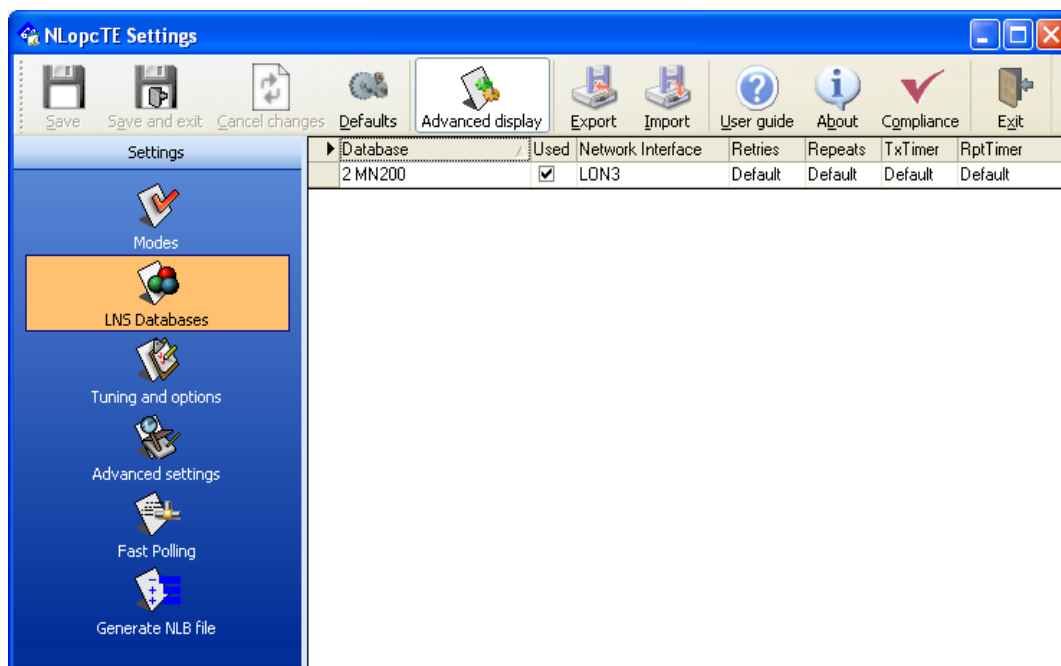 NLopcTE Settings
Save Save and exit Cancel changes Defaults Advanced display Export Import User guide About Compliance Exit
Settings
Modes
LNS Databases
Tuning and options
Advanced settings
Fast Polling
Generate NLB file
Database Used Network Interface Retries Repeats TxTimer RptTimer
2 MN200 LON3 Default Default Default Default